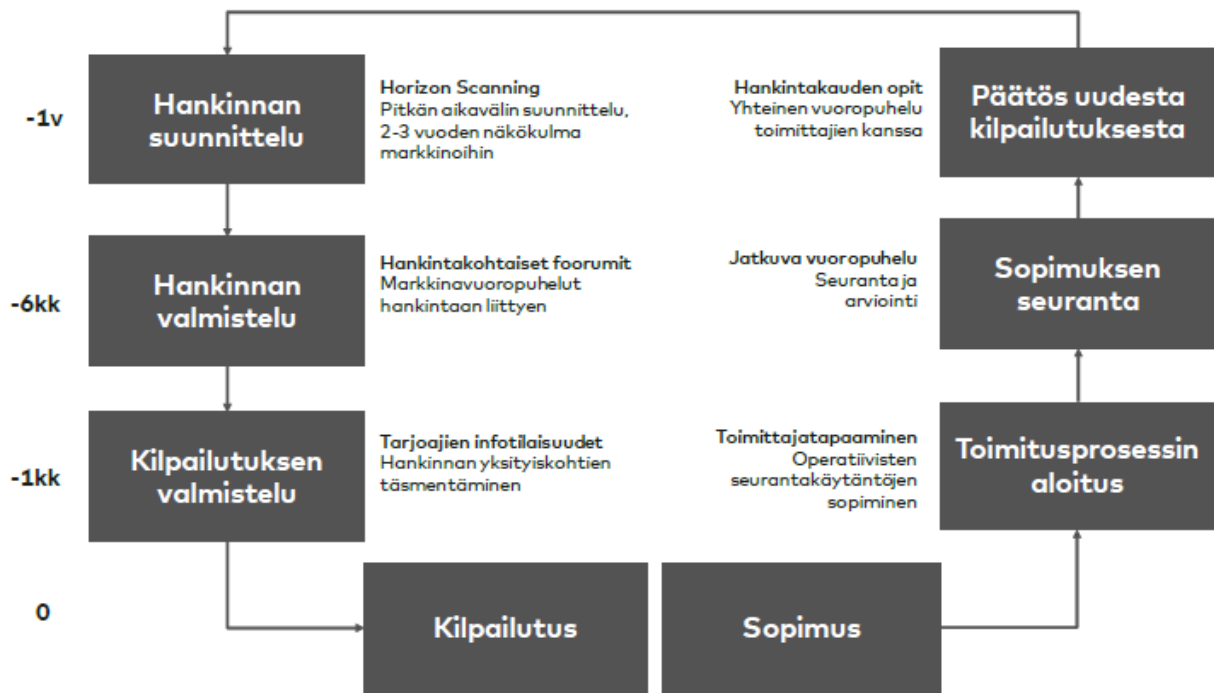 -1v
Hankinnan
suunnittelu
Horizon Scanning
Pitkän aikavälin suunnittelu,
2-3 vuoden näkökulma
markkinoihin
Hankintakauden opit
Yhteinen vuoropuhelu
toimittajien kanssa
Päätös uudesta
kilpailutuksesta
-6kk
Hankinnan
valmistelu
Hankintakohtaiset foorumit
Markkinavuoropuhelut
hankintaan liittyen
Jatkuva vuoropuhelu
Seuranta ja
arviointi
Sopimuksen
seuranta
-1kk
Kilpailutuksen
valmistelu
Tarjoajien infotilaisuudet
Hankinnan yksityiskohtien
täsmentäminen
Toimittajatapaaminen
Operatiivisten
seurantakäytäntöjen
sopiminen
Toimitusprosessin
aloitus
0
Kilpailutus
Sopimus